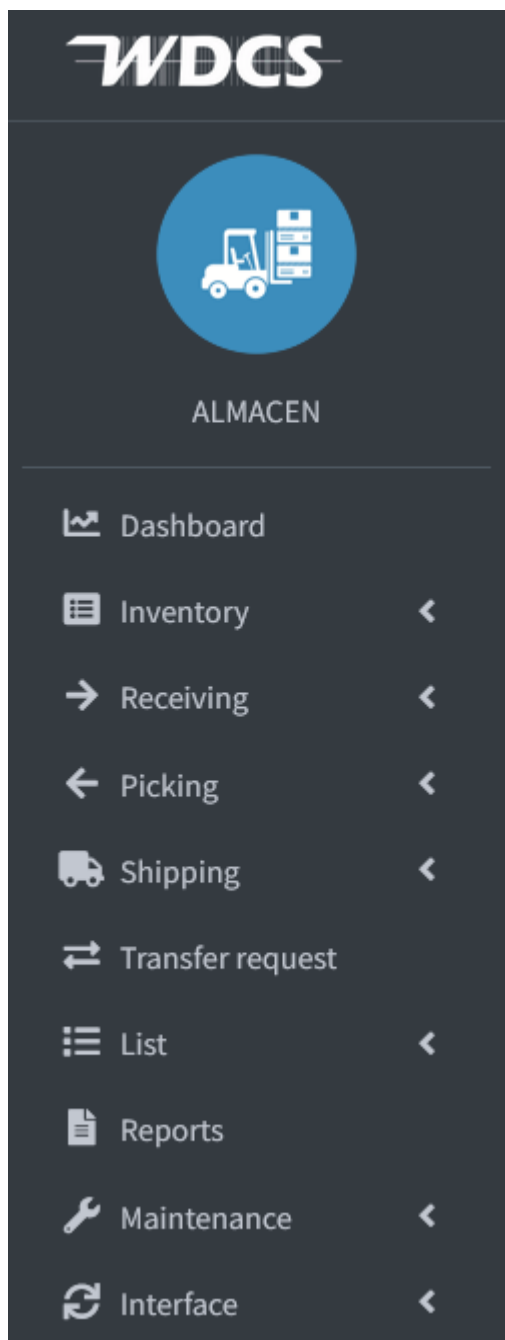 WDCS
ALMACEN
Dashboard
Inventory
Receiving
Picking
Shipping
Transfer request
List
Reports
Maintenance
Interface